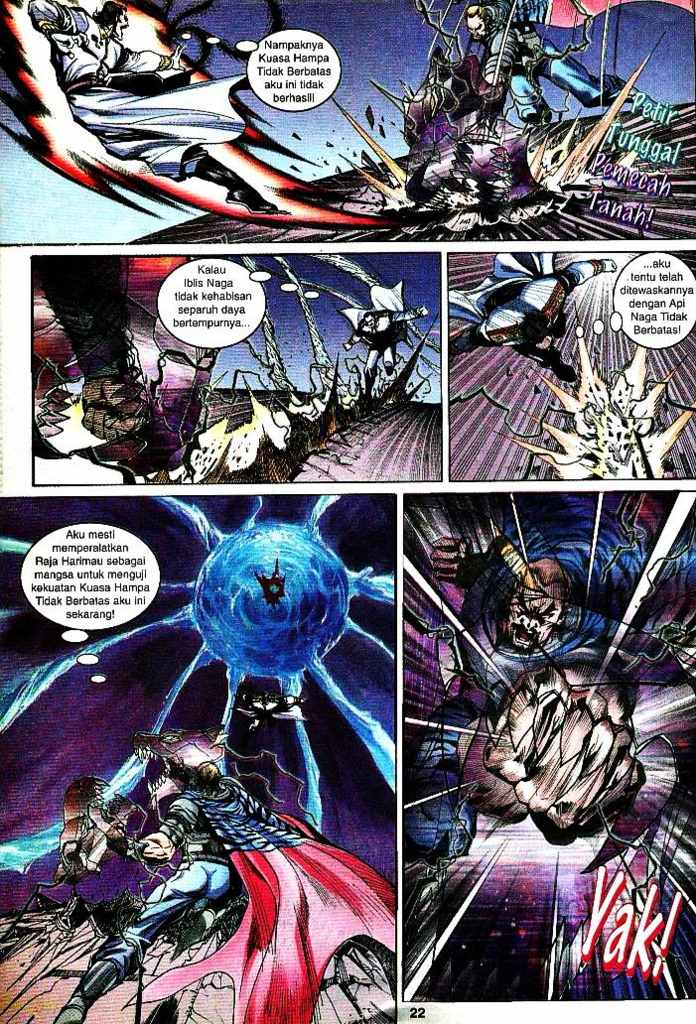 Nampaknya
Kuasa Hampa
Tidak Berbatas
aku ini tidak
berhasil!
Petir
Tunggal
Pemecah
Tanah!
Kalau
Iblis Naga
tidak kehabisan
separuh daya
bertempurnya...
...aku
tentu telah
ditewaskannya
dengan Api
Naga Tidak
Berbatas!
Aku mesti
memperalatkan
Raja Harimau sebagai
mangsa untuk menguji
kekuatan Kuasa Hampa
Tidak Berbatas aku ini
sekarang!
Yak!
22